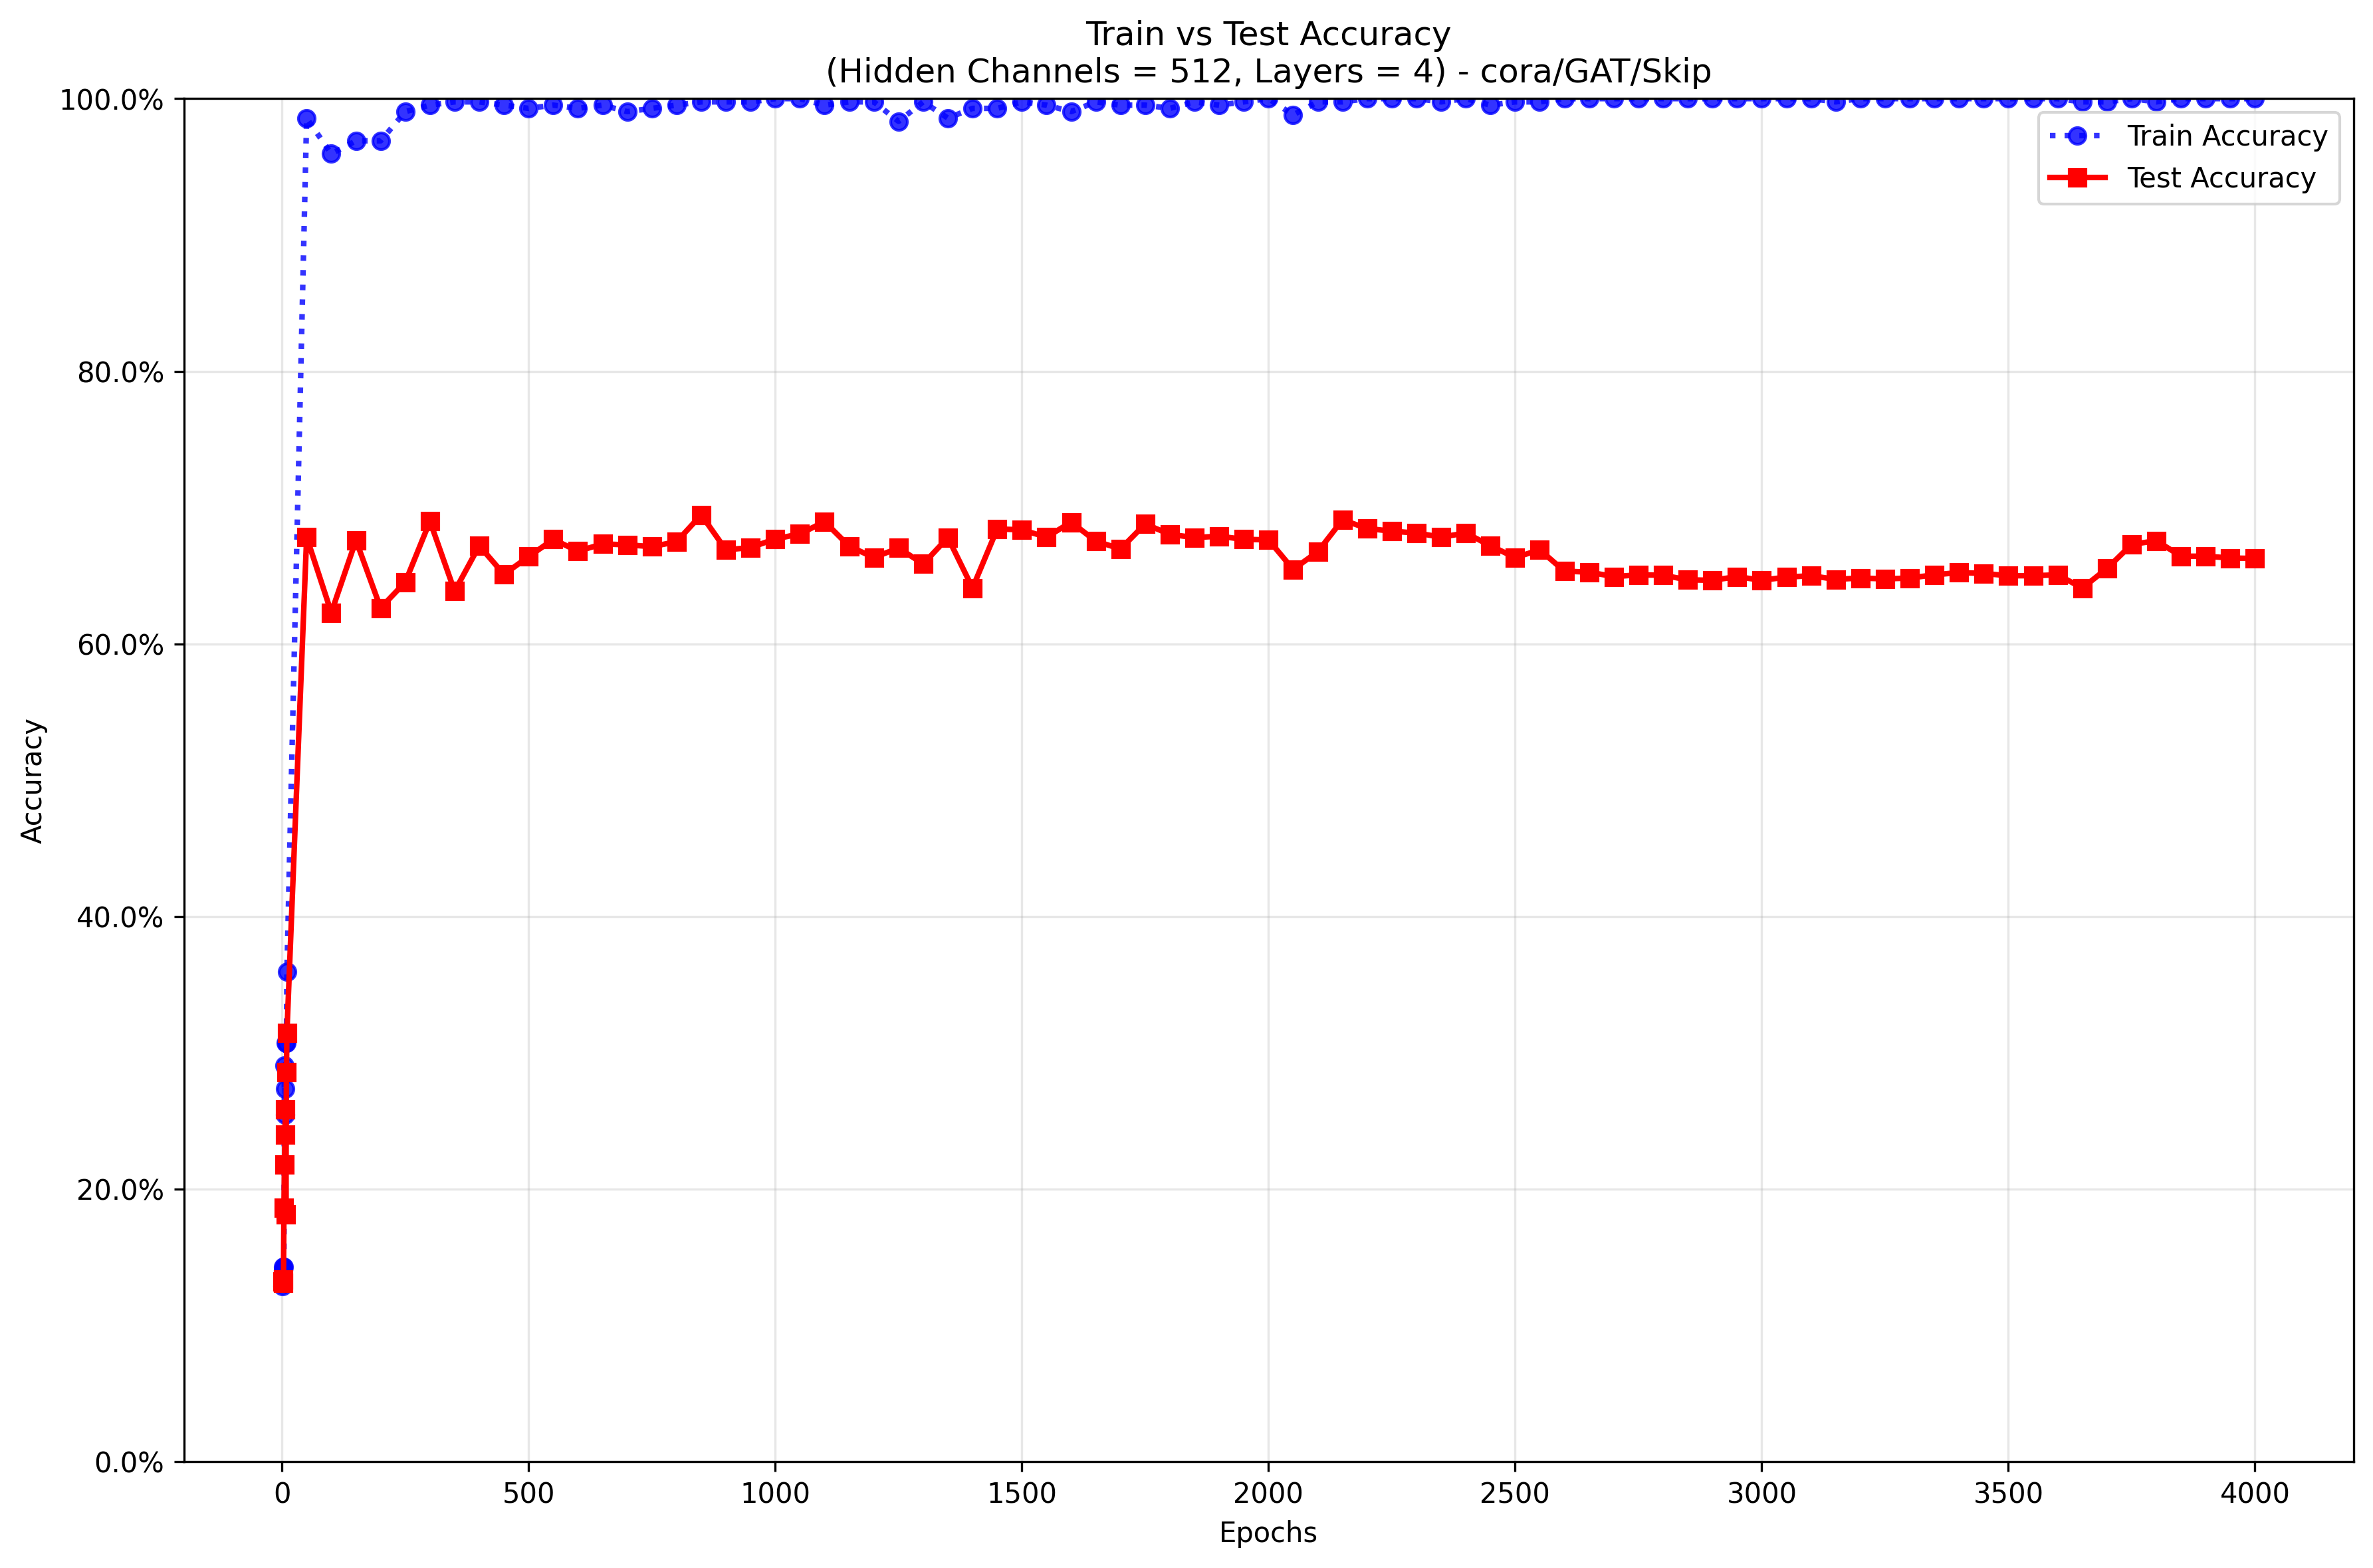 Train vs Test Accuracy
(Hidden Channels = 512, Layers = 4) - cora/GAT/Skip
100.0%
80.0%
60.0%
40.0%
20.0%
0.0%
Accuracy
Train Accuracy
Test Accuracy
0 500 1000 1500 2000 2500 3000 3500 4000
Epochs